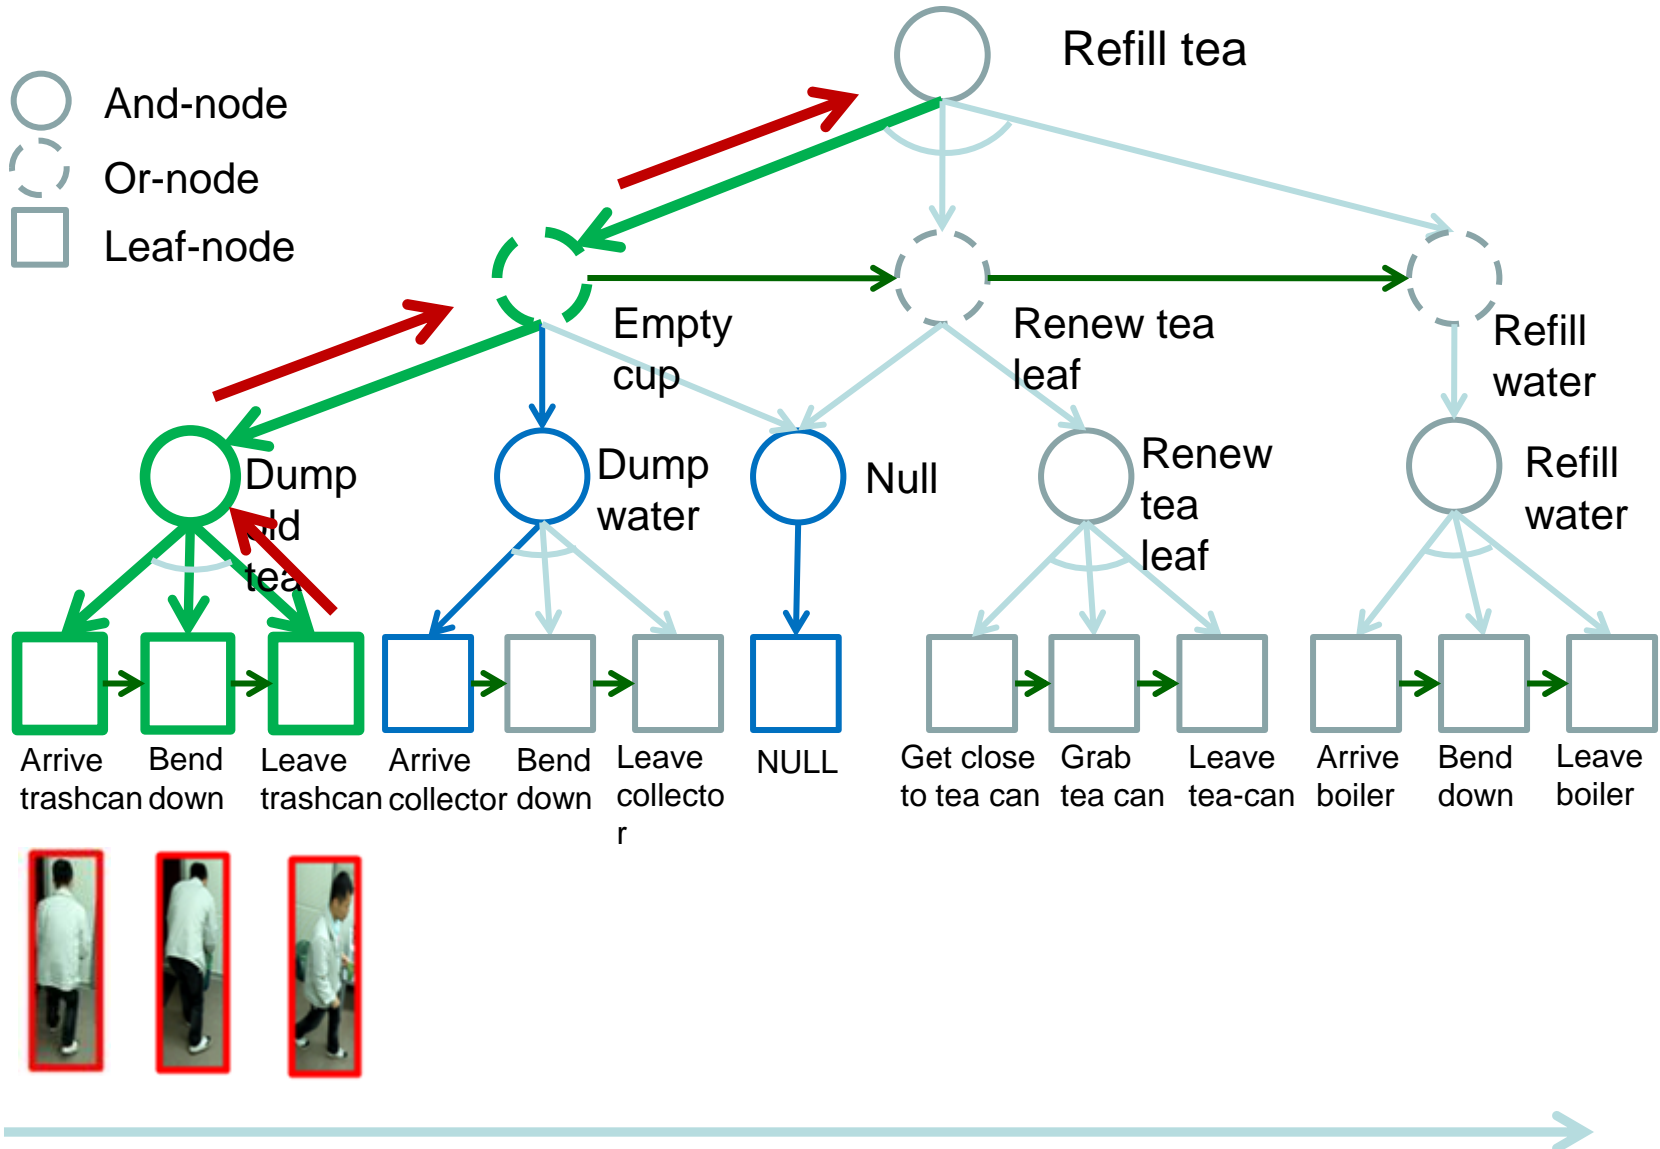 Refill tea
And-node
Or-node
Leaf-node
Empty
cup
Renew tea
leaf
Refill
water
Dump
old
tea
Dump
water
Null
Renew
tea
leaf
Refill
water
Arrive
trashcan
Bend
down
Leave
trashcan
Arrive
collector
Bend
down
Leave
collecto
r
NULL
Get close
to tea can
Grab
tea can
Leave
tea-can
Arrive
boiler
Bend
down
Leave
boiler